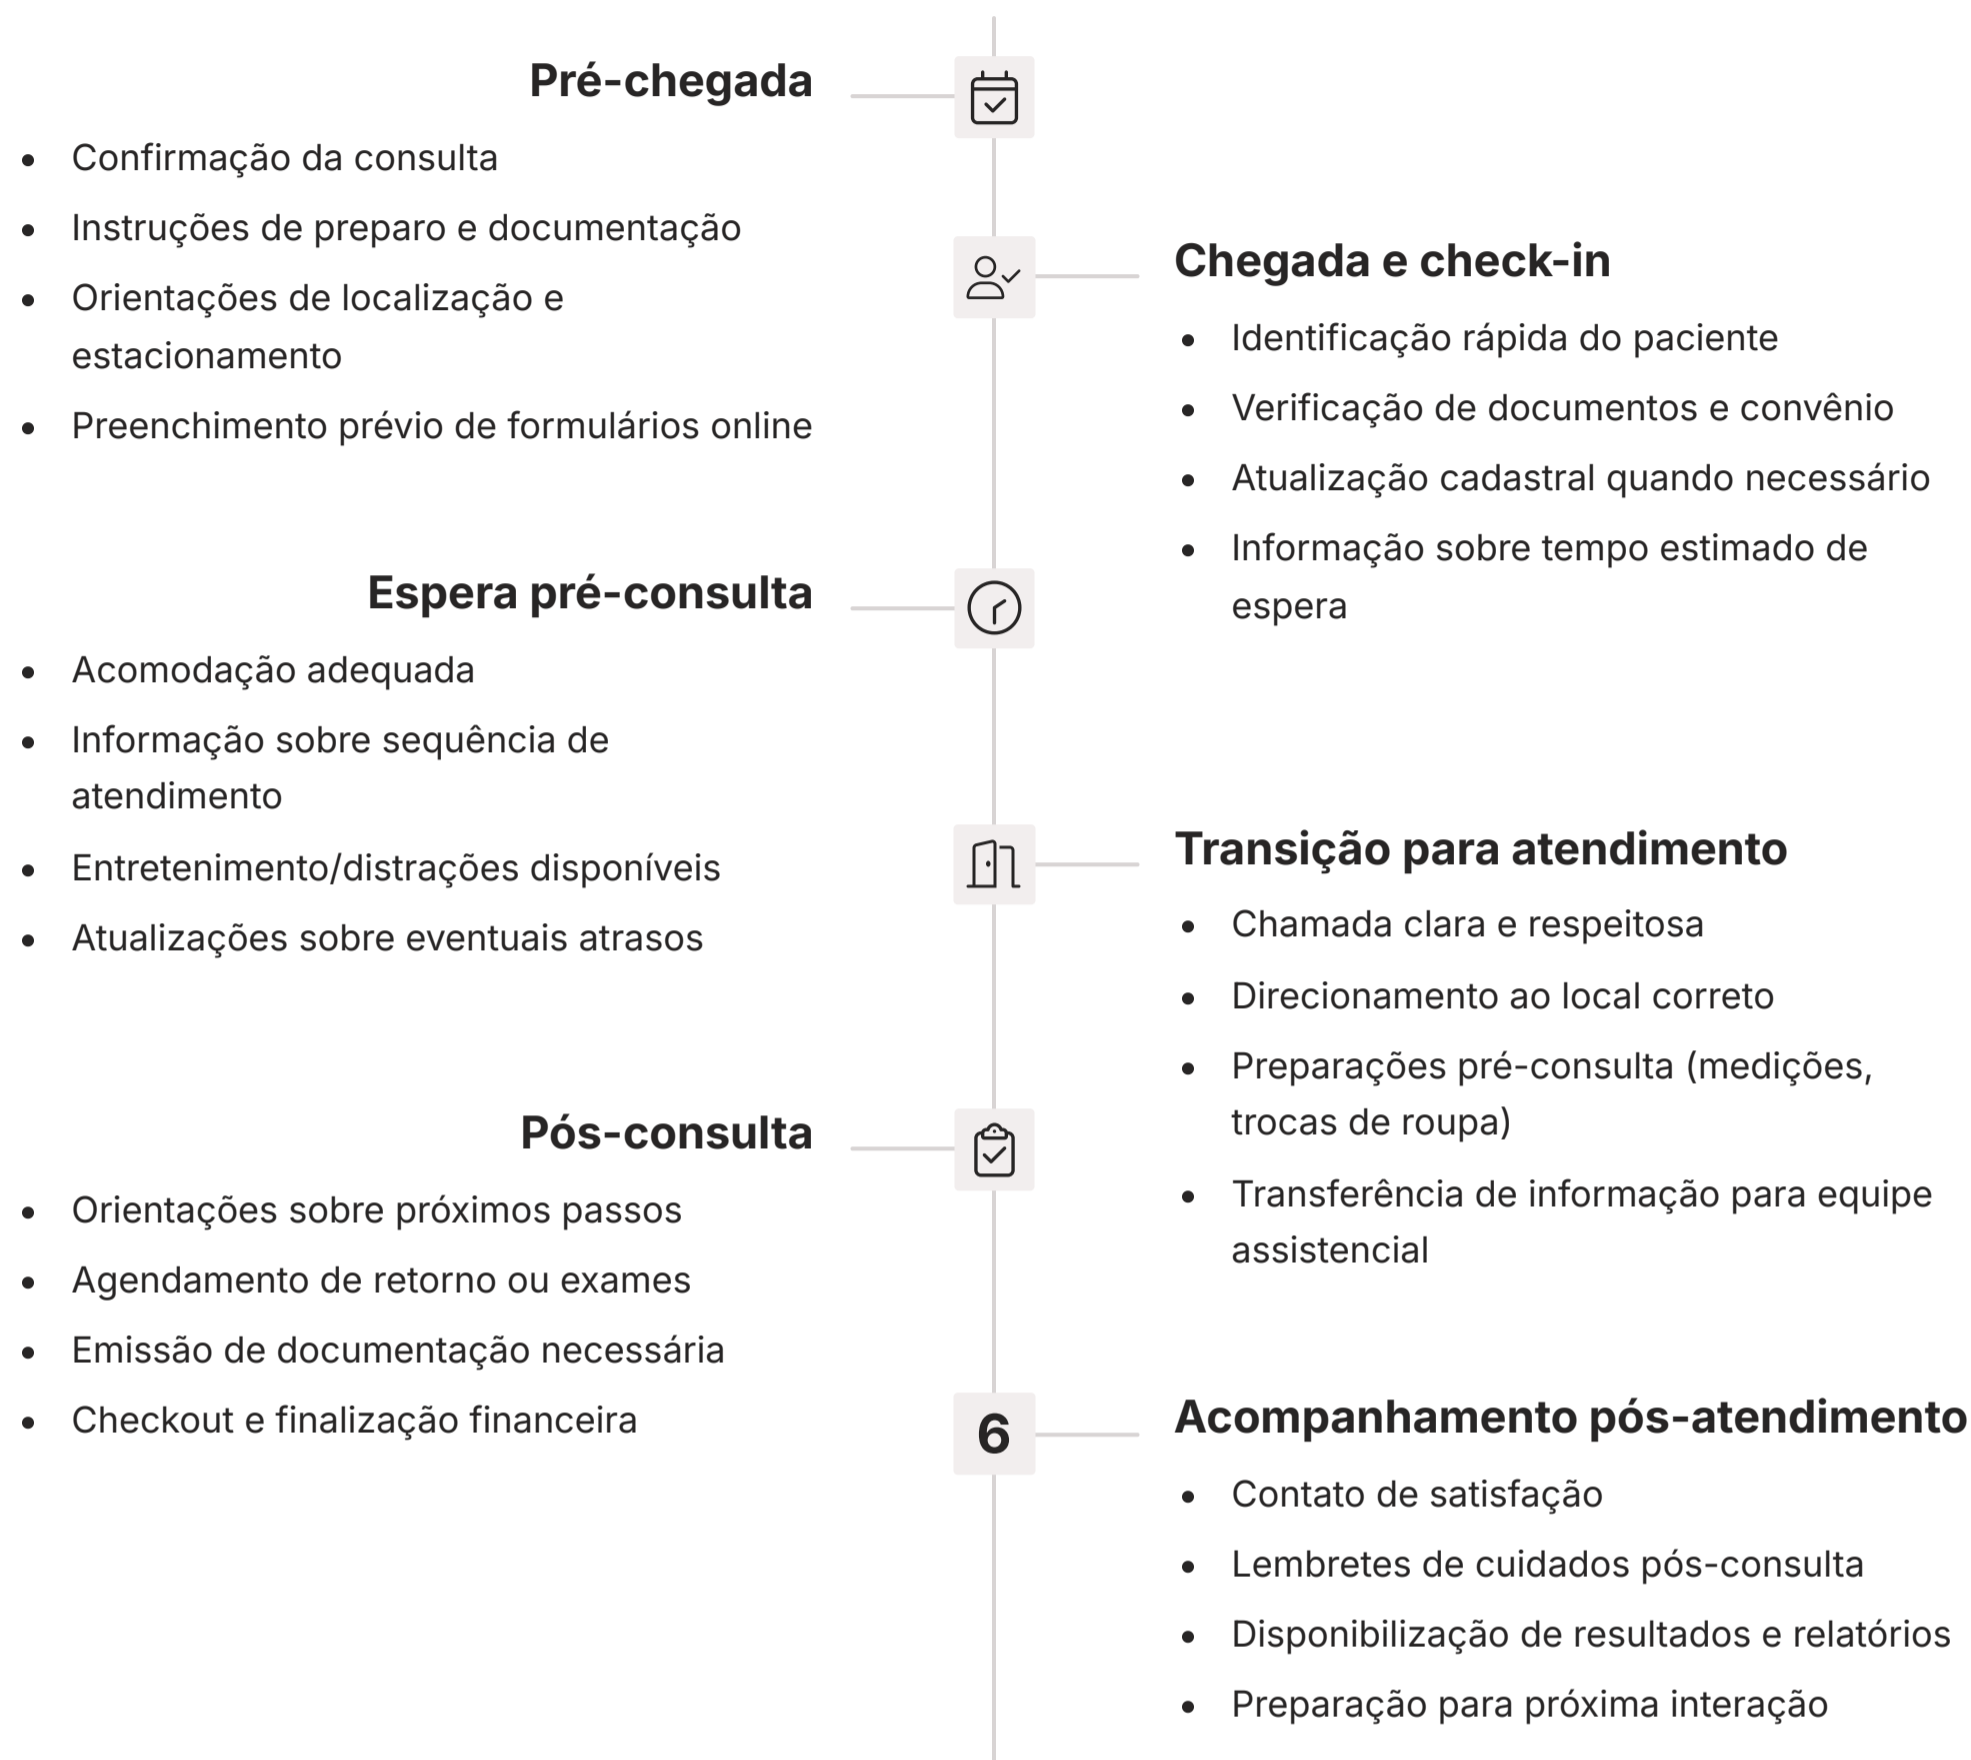 Pré-chegada
• Confirmação da consulta
• Instruções de preparo e documentação
• Orientações de localização e
estacionamento
• Preenchimento prévio de formulários online
Chegada e check-in
• Identificação rápida do paciente
• Verificação de documentos e convênio
• Atualização cadastral quando necessário
• Informação sobre tempo estimado de
espera
Espera pré-consulta
• Acomodação adequada
• Informação sobre sequência de
atendimento
• Entretenimento/distrações disponíveis
• Atualizações sobre eventuais atrasos
Transição para atendimento
• Chamada clara e respeitosa
• Direcionamento ao local correto
• Preparações pré-consulta (medições,
trocas de roupa)
• Transferência de informação para equipe
assistencial
Pós-consulta
• Orientações sobre próximos passos
• Agendamento de retorno ou exames
• Emissão de documentação necessária
• Checkout e finalização financeira
6
Acompanhamento pós-atendimento
• Contato de satisfação
• Lembretes de cuidados pós-consulta
• Disponibilização de resultados e relatórios
• Preparação para próxima interação